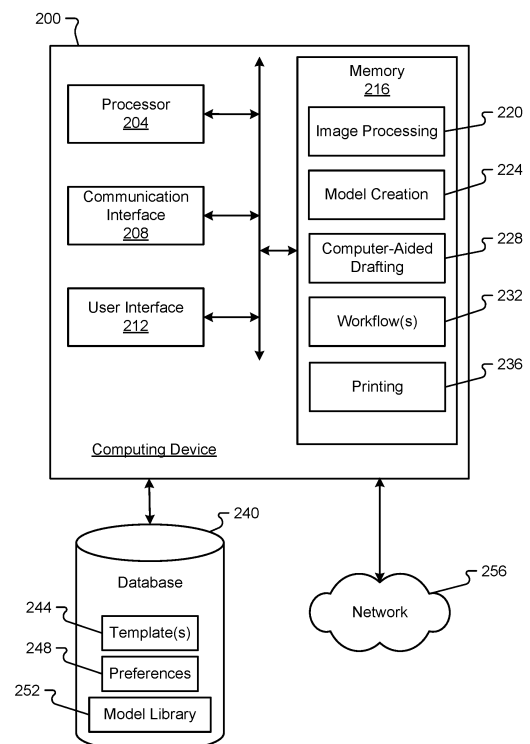 200
Processor
204
Communication
Interface
208
User Interface
212
Computing Device
Memory
216
Image Processing
220
Model Creation
224
Computer-Aided
Drafting
228
Workflow(s)
232
Printing
236
240
Database
244
Template(s)
248
Preferences
252
Model Library
256
Network